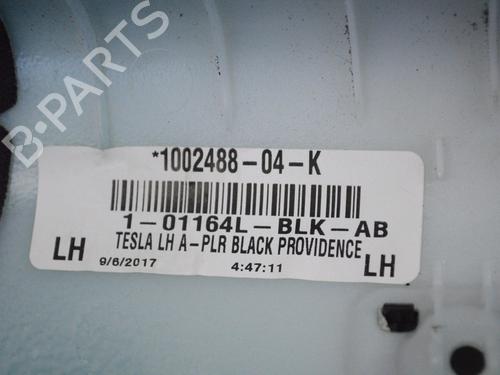 B-PARTS
*1002488-04-K
1-01164L-BLK-AB
TESLA LH A-PLR BLACK PROVIDENCE
LH 9/6/2017 4:47:11 LH